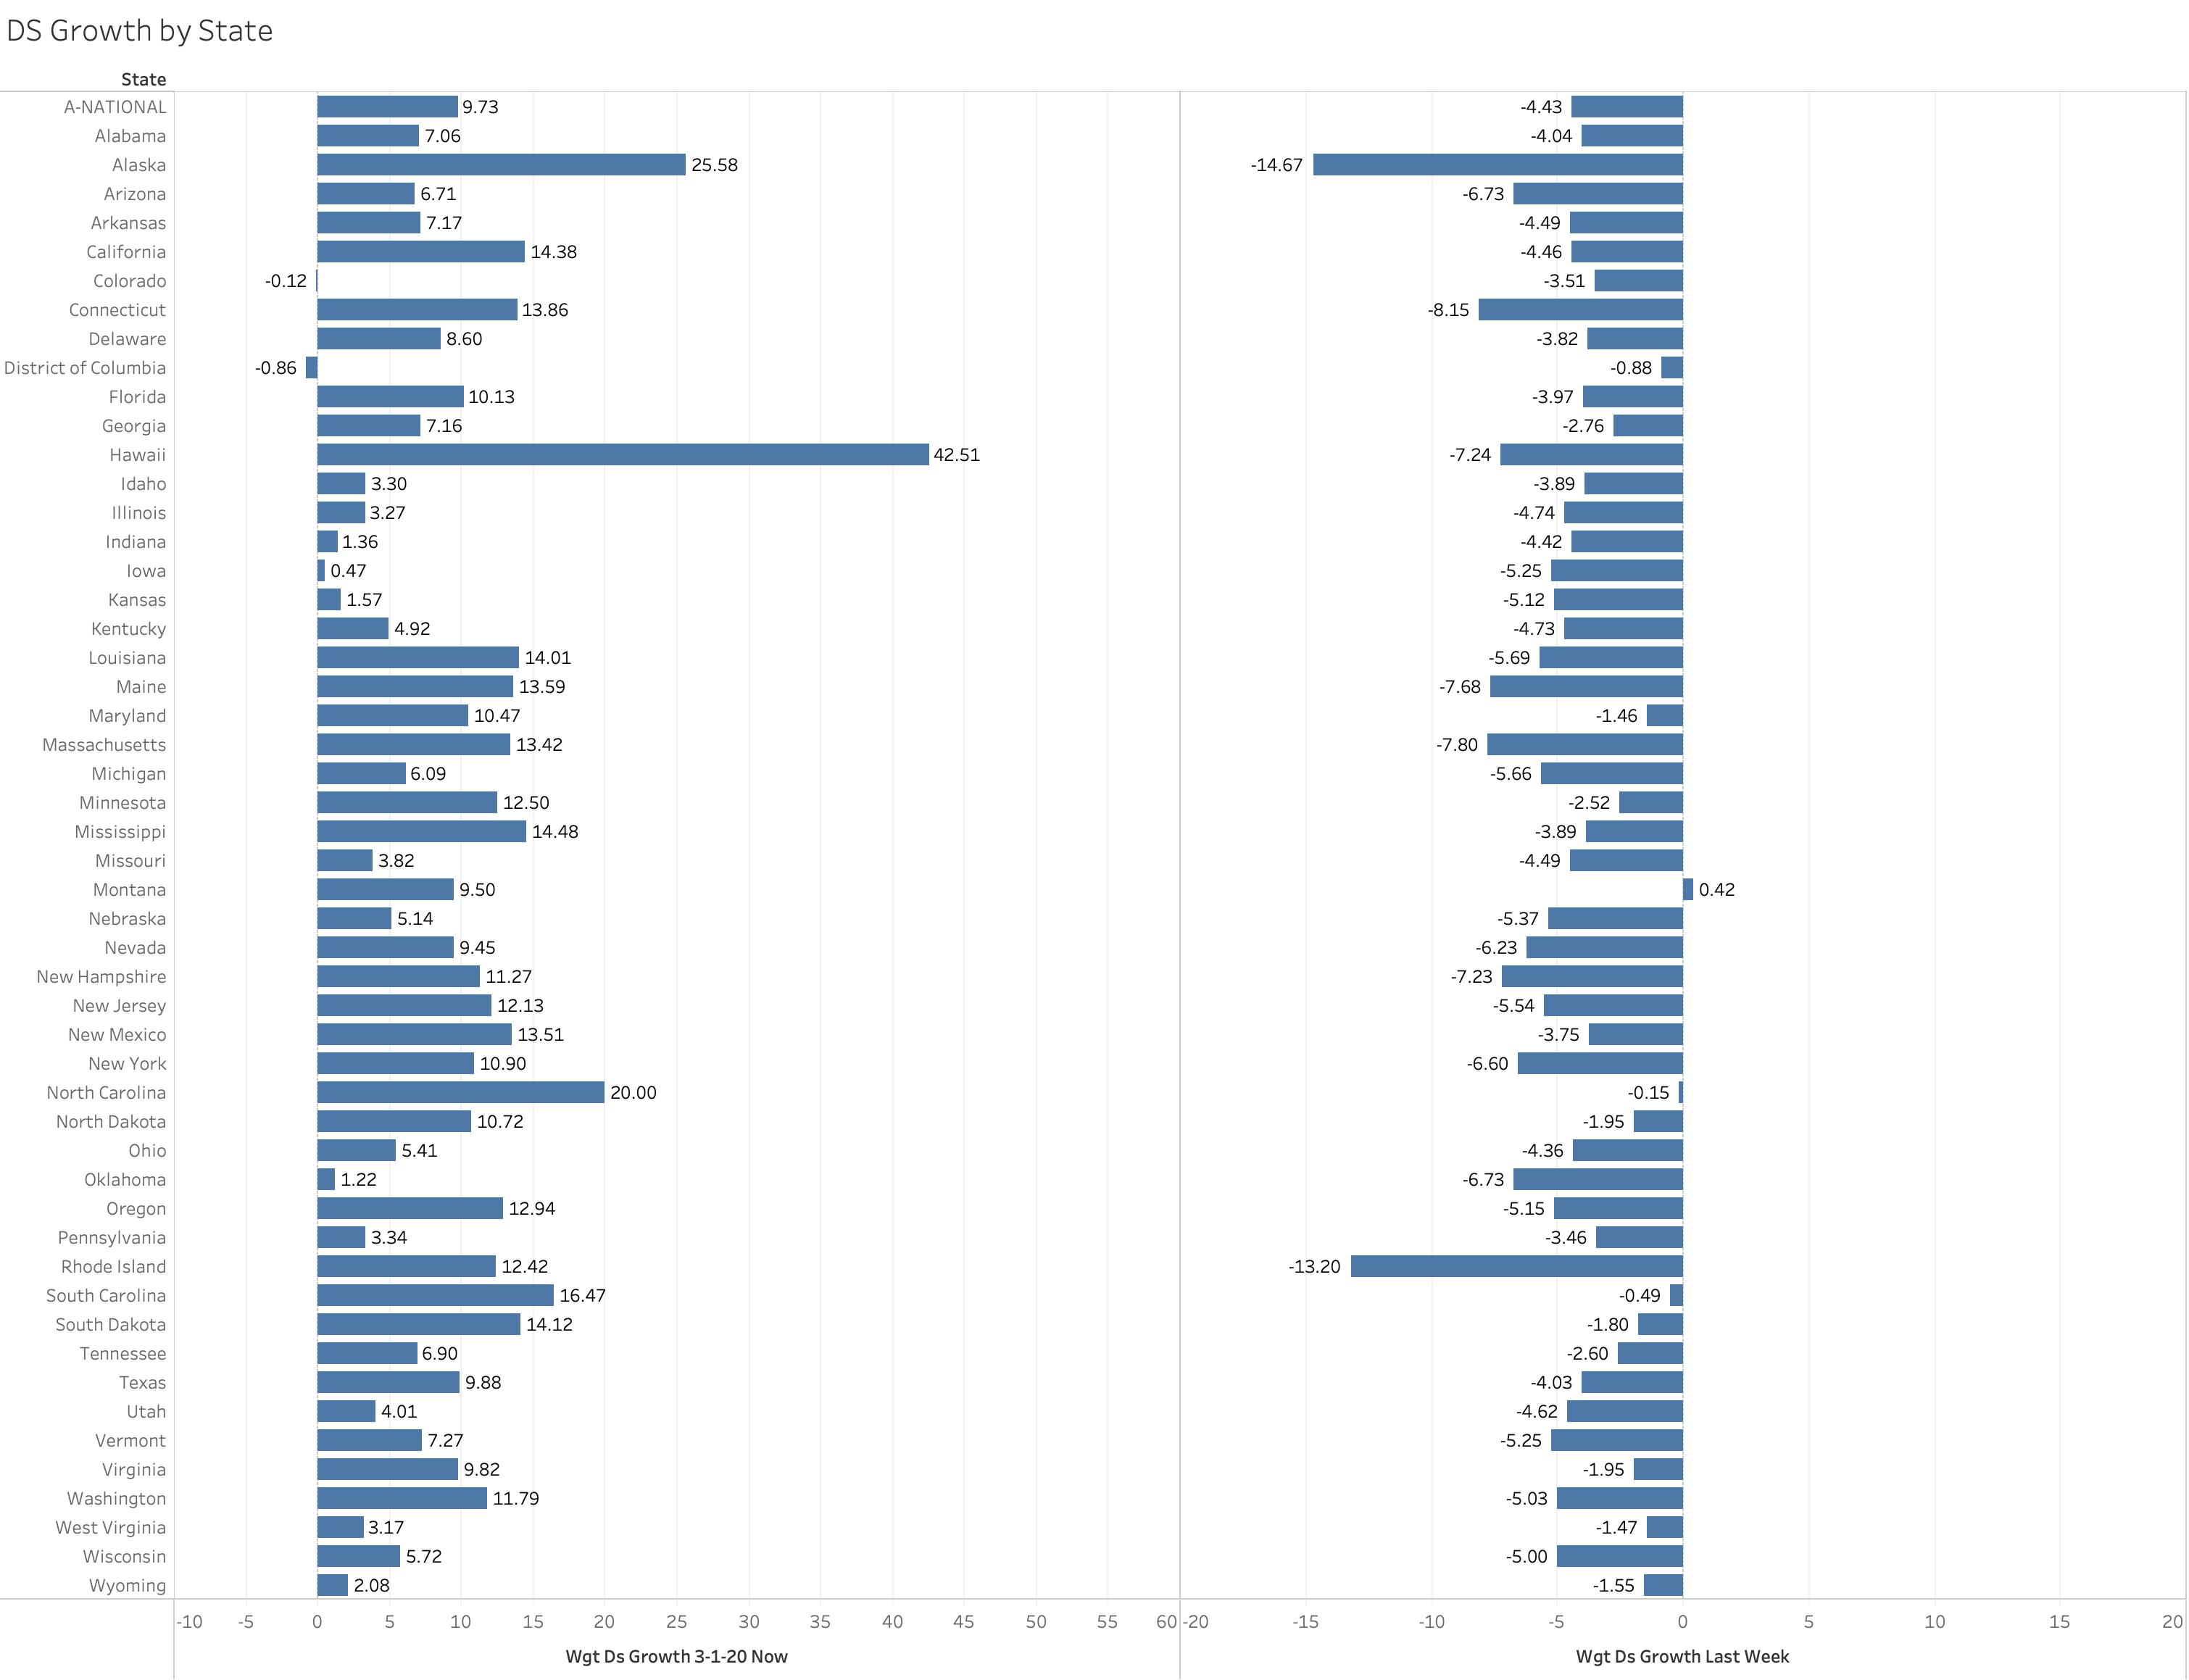 DS Growth by State
State
A-NATIONAL 9.73 -4.43
Alabama 7.06 -4.04
Alaska 25.58 -14.67
Arizona 6.71 -6.73
Arkansas 7.17 -4.49
California 14.38 -4.46
Colorado -0.12 -3.51
Connecticut 13.86 -8.15
Delaware 8.60 -3.82
District of Columbia -0.86 -0.88
Florida 10.13 -3.97
Georgia 7.16 -2.76
Hawaii 42.51 -7.24
Idaho 3.30 -3.89
Illinois 3.27 -4.74
Indiana 1.36 -4.42
Iowa 0.47 -5.25
Kansas 1.57 -5.12
Kentucky 4.92 -4.73
Louisiana 14.01 -5.69
Maine 13.59 -7.68
Maryland 10.47 -1.46
Massachusetts 13.42 -7.80
Michigan 6.09 -5.66
Minnesota 12.50 -2.52
Mississippi 14.48 -3.89
Missouri 3.82 -4.49
Montana 9.50 0.42
Nebraska 5.14 -5.37
Nevada 9.45 -6.23
New Hampshire 11.27 -7.23
New Jersey 12.13 -5.54
New Mexico 13.51 -3.75
New York 10.90 -6.60
North Carolina 20.00 -0.15
North Dakota 10.72 -1.95
Ohio 5.41 -4.36
Oklahoma 1.22 -6.73
Oregon 12.94 -5.15
Pennsylvania 3.34 -3.46
Rhode Island 12.42 -13.20
South Carolina 16.47 -0.49
South Dakota 14.12 -1.80
Tennessee 6.90 -2.60
Texas 9.88 -4.03
Utah 4.01 -4.62
Vermont 7.27 -5.25
Virginia 9.82 -1.95
Washington 11.79 -5.03
West Virginia 3.17 -1.47
Wisconsin 5.72 -5.00
Wyoming 2.08 -1.55
-10 -5 0 5 10 15 20 25 30 35 40 45 50 55 60 -20 -15 -10 -5 0 5 10 15 20
Wgt Ds Growth 3-1-20 Now Wgt Ds Growth Last Week